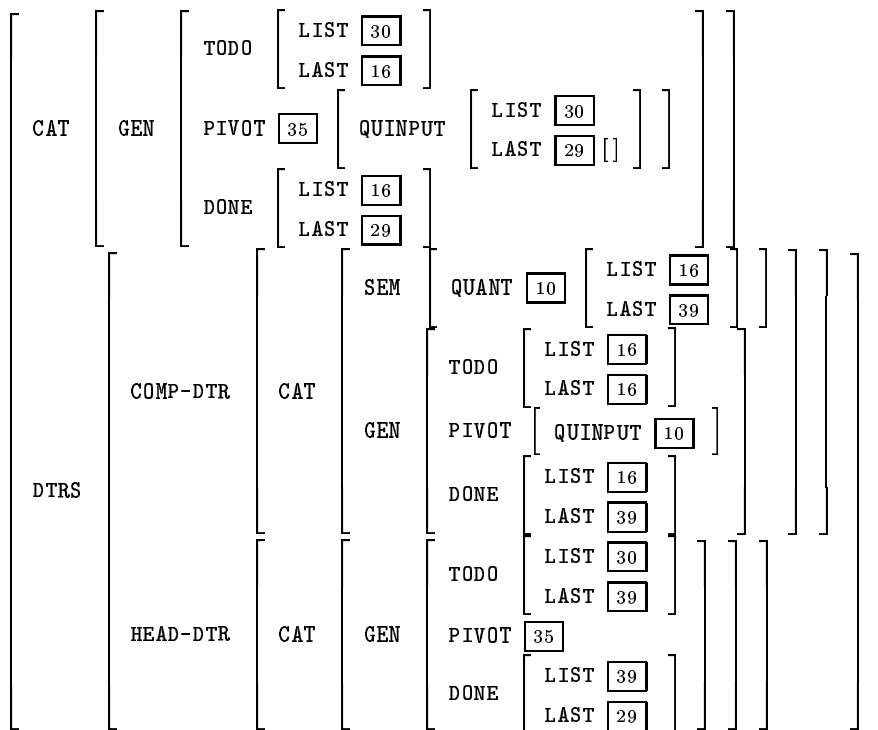 LIST 30
TODO
LAST 16
LIST 30
CAT GEN PIVOT 35 QUINPUT
LAST 29 []
LIST 16
DONE
LAST 29
LIST 16
SEM QUANT 10
LAST 39
LIST 16
TODO
LAST 16
COMP-DTR CAT
GEN PIVOT QUINPUT 10
LIST 16
DTRS DONE
LAST 39
LIST 30
TODO
LAST 39
HEAD-DTR CAT GEN PIVOT 35
LIST 39
DONE
LAST 29